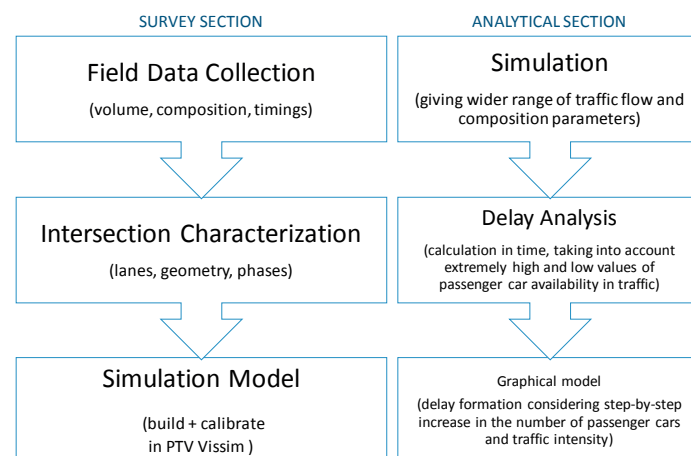 SURVEY SECTION
Field Data Collection
(volume, composition, timings)
Intersection Characterization
(lanes, geometry, phases)
Simulation Model
(build + calibrate
in PTV Vissim )
ANALYTICAL SECTION
Simulation
(giving wider range of traffic flow and
composition parameters)
Delay Analysis
(calculation in time, taking into account
extremely high and low values of
passenger car availability in traffic)
Graphical model
(delay formation considering step-by-step
increase in the number of passenger cars
and traffic intensity)